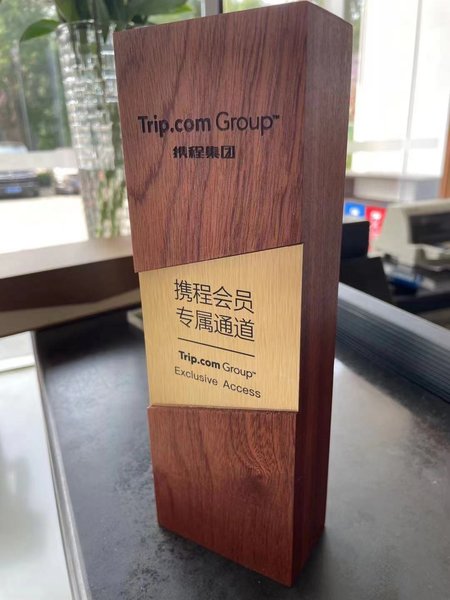 Trip.com Group™
携程集团
携程会员
专属通道
Trip.com Group™
Exclusive Access